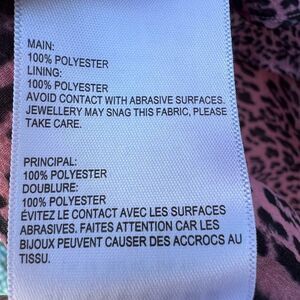 MAIN:
100% POLYESTER
LINING:
100% POLYESTER
AVOID CONTACT WITH ABRASIVE SURFACES.
JEWELLERY MAY SNAG THIS FABRIC, PLEASE
TAKE CARE.
PRINCIPAL:
100% POLYESTER
DOUBLURE:
100% POLYESTER
ÉVITEZ LE CONTACT AVEC LES SURFACES
ABRASIVES. FAITES ATTENTION CAR LES
BIJOUX PEUVENT CAUSER DES ACCROCS AU
TISSU.